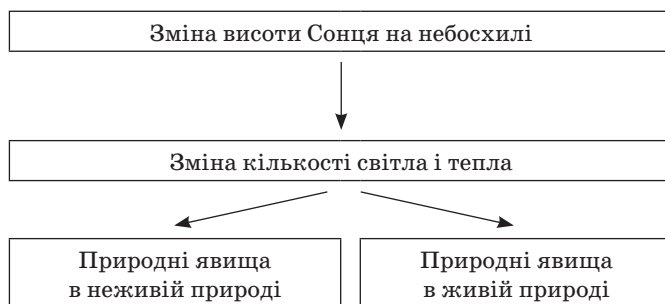 Зміна висоти Сонця на небосхилі
Зміна кількості світла і тепла
Природні явища
в неживій природі
Природні явища
в живій природі